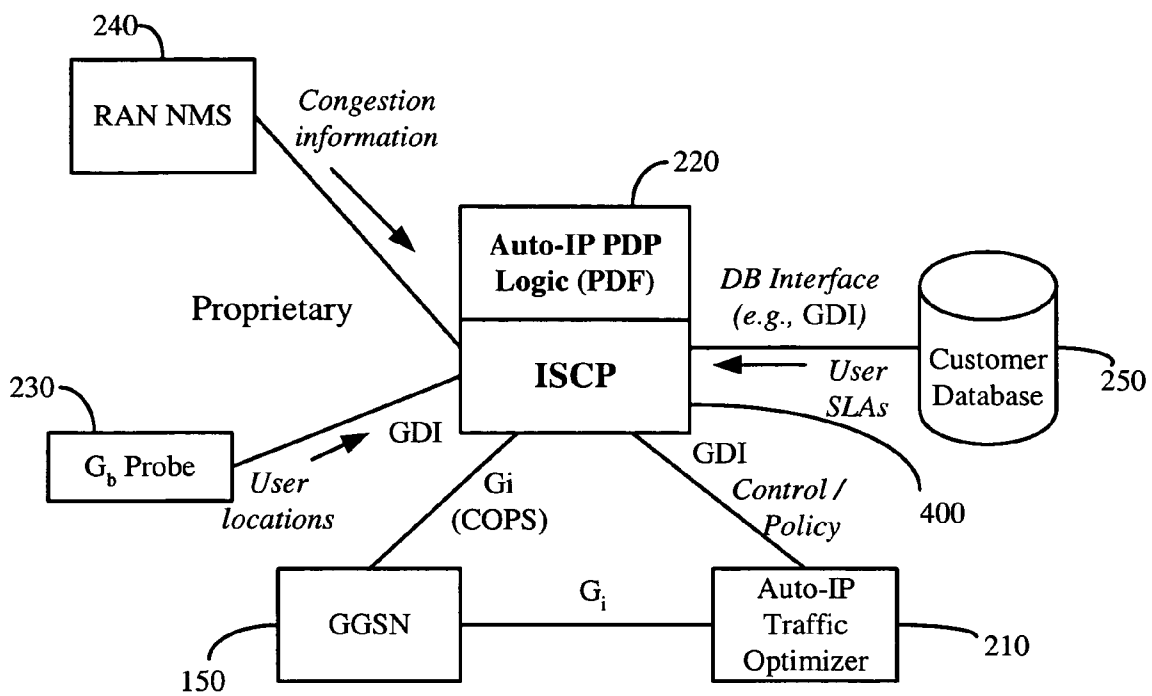 240
RAN NMS
Congestion
information
220
Auto-IP PDP
Logic (PDF)
DB Interface
(e.g., GDI)
Proprietary
ISCP
User
SLAs
Customer
Database
250
230
GDI
G_b Probe
User
locations
Gi
(COPS)
GDI
Control /
Policy
400
GGSN
G_i
Auto-IP
Traffic
Optimizer
150
210